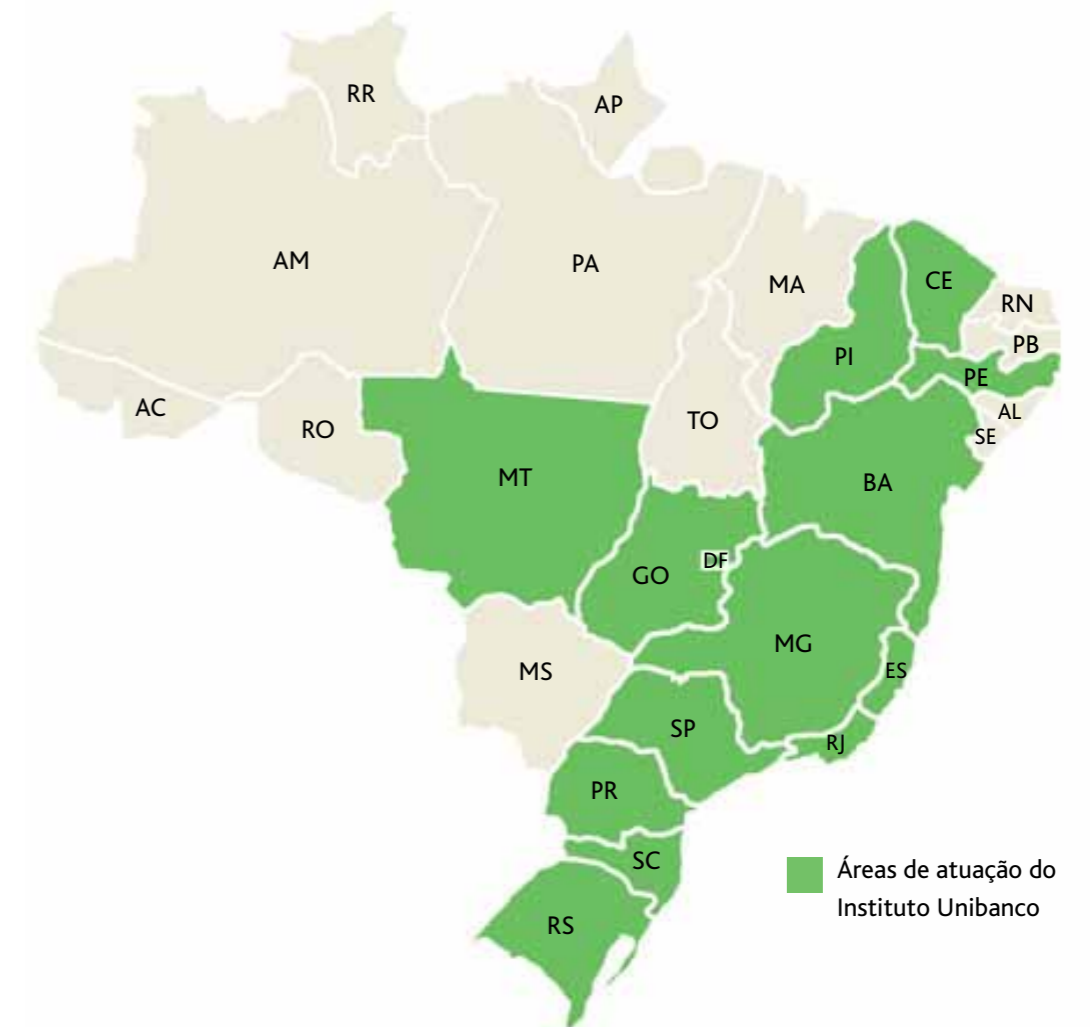 RR
AP
AM
PA
MA
CE
RN
PB
PI
PE
AC
RO
TO
AL
SE
MT
BA
DF
GO
MG
MS
ES
SP
RJ
PR
SC
RS
Áreas de atuação do
Instituto Unibanco